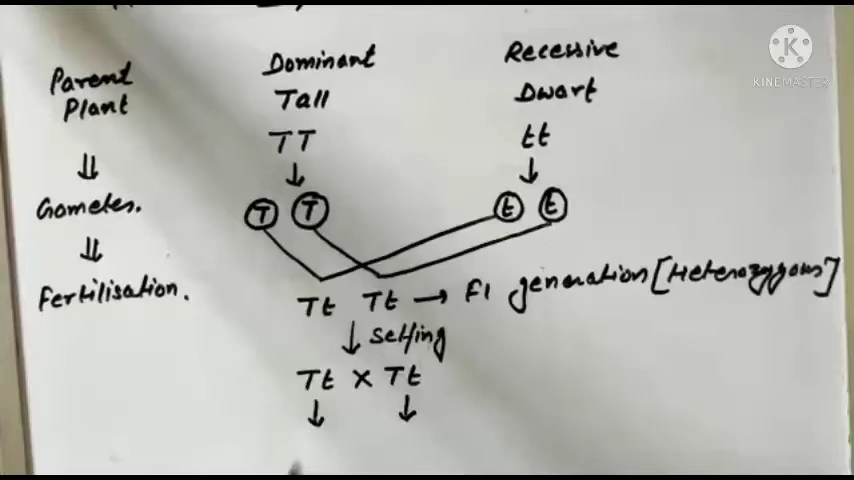 Dominant Recessive
Parent Tall Dwarf
Plant TT tt
⇓ ↓ ↓
Gametes. T T t t
⇓
Fertilisation. Tt Tt → F1 generation [Heterozygous]
↓ Selfing
Tt × Tt
↓ ↓
K
KINEMASTER